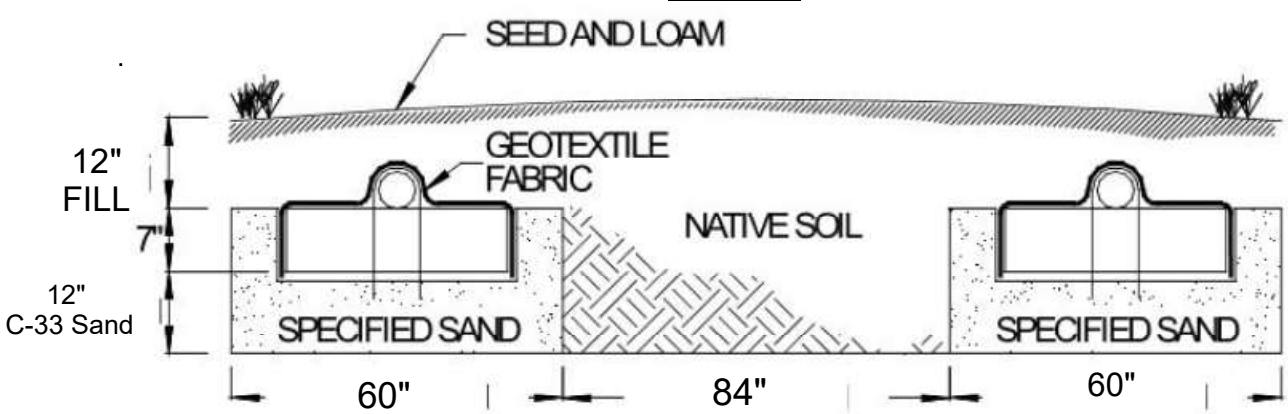 SEED AND LOAM
12"
FILL
GEOTEXTILE
FABRIC
7"
NATIVE SOIL
12"
C-33 Sand
SPECIFIED SAND
SPECIFIED SAND
60"
84"
60"